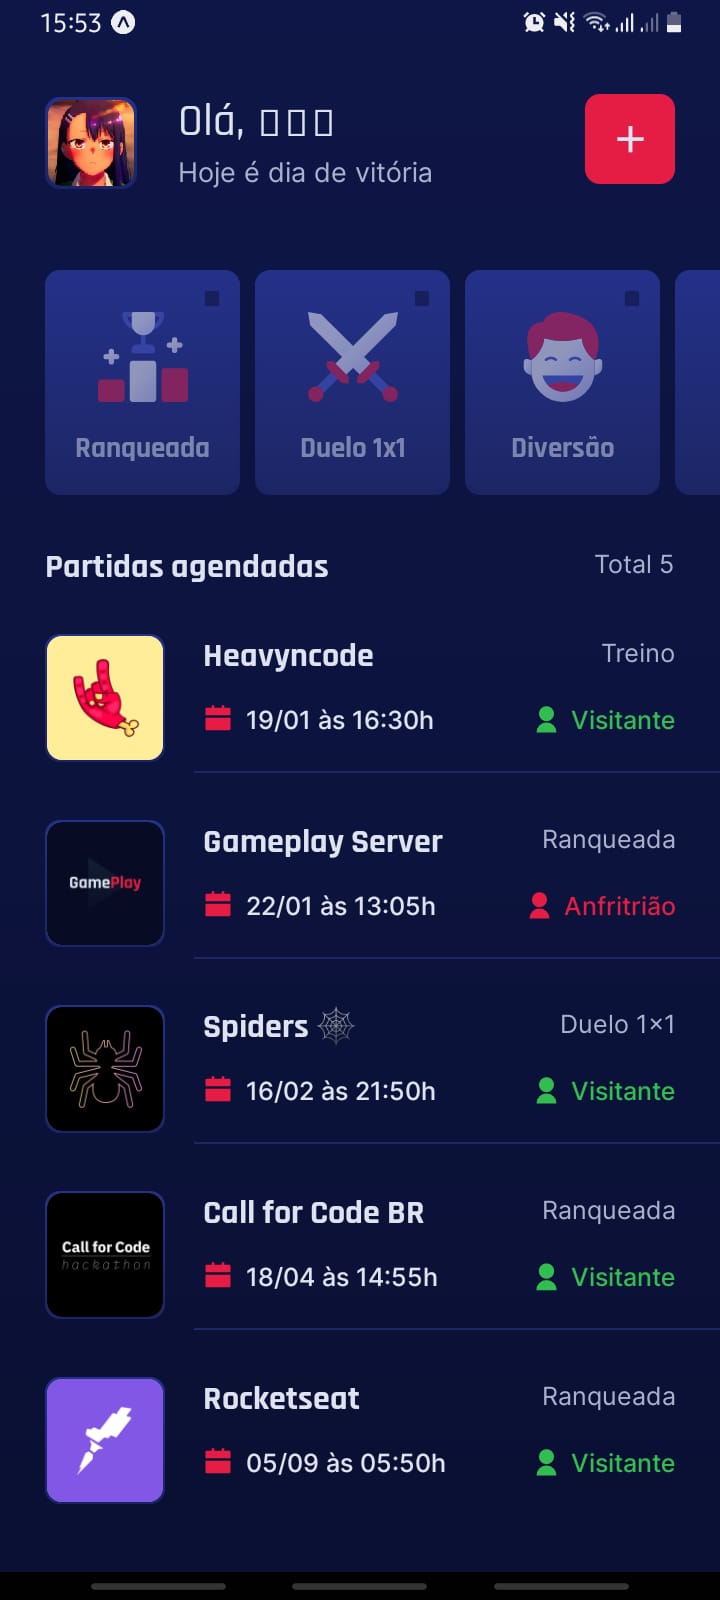 15:53
Olá, 
Hoje é dia de vitória
+
Ranqueada
Duelo 1x1
Diversão
Partidas agendadas
Total 5
Heavyncode
Treino
19/01 às 16:30h
Visitante
GamePlay
Gameplay Server
Ranqueada
22/01 às 13:05h
Anfritrião
Spiders 🕸
Duelo 1×1
16/02 às 21:50h
Visitante
Call for Code
hackathon
Call for Code BR
Ranqueada
18/04 às 14:55h
Visitante
Rocketseat
Ranqueada
05/09 às 05:50h
Visitante